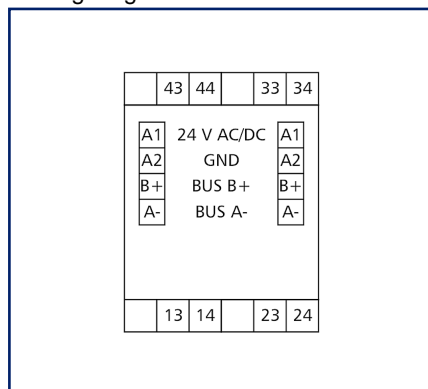 43 44 33 34
A1 24 V AC/DC A1
A2 GND A2
B+ BUS B+ B+
A- BUS A- A-
13 14 23 24